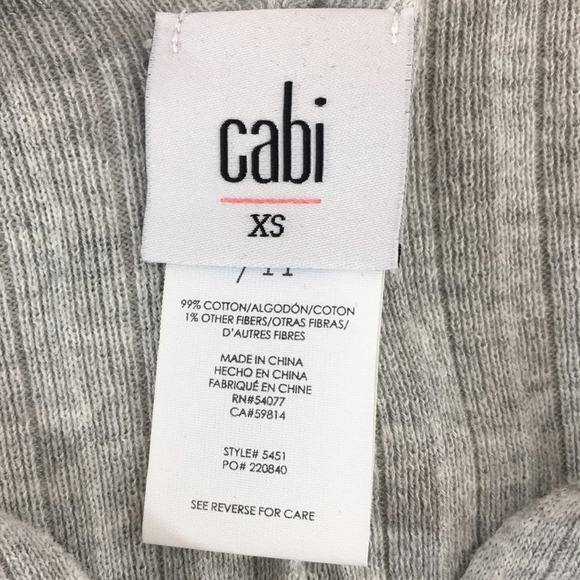 cabi
XS
99% COTTON/ALGODÓN/COTON
1% OTHER FIBERS/OTRAS FIBRAS/
D'AUTRES FIBRES
MADE IN CHINA
HECHO EN CHINA
FABRIQUÉ EN CHINE
RN#54077
CA#59814
STYLE# 5451
PO# 220840
SEE REVERSE FOR CARE